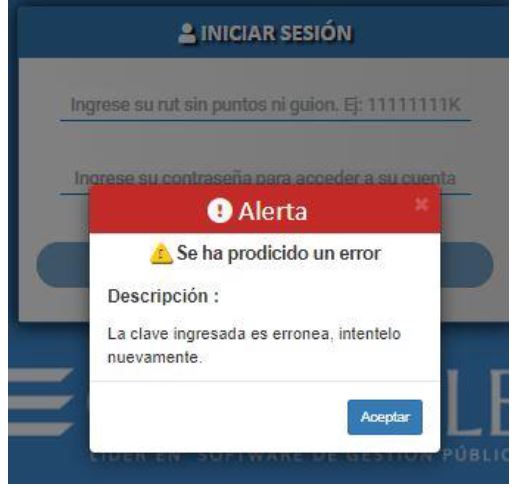 INICIAR SESIÓN
Ingrese su rut sin puntos ni guion. Ej: 11111111K
Ingrese su contraseña para acceder a su cuenta
Alerta
Se ha prodicido un error
Descripción :
La clave ingresada es erronea, intentelo
nuevamente.
Aceptar
LIDER EN SOFTWARE DE GESTIÓN